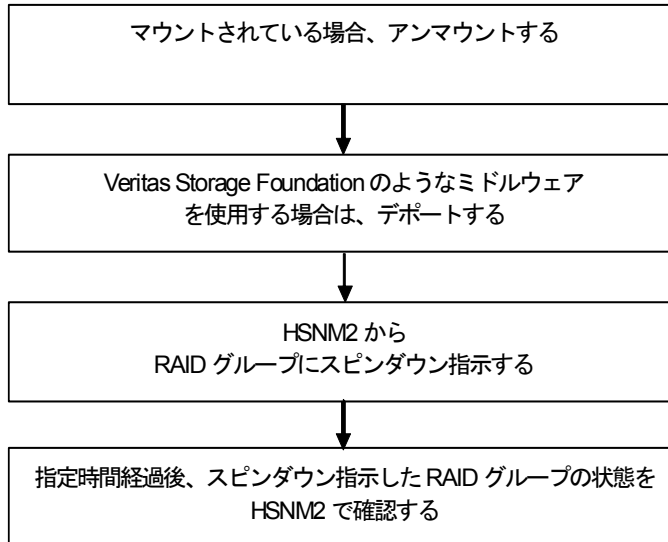 マウントされている場合、アンマウントする
Veritas Storage Foundation のようなミドルウェア
を使用する場合は、デポートする
HSNM2 から
RAID グループにスピンダウン指示する
指定時間経過後、スピンダウン指示した RAID グループの状態を
HSNM2 で確認する